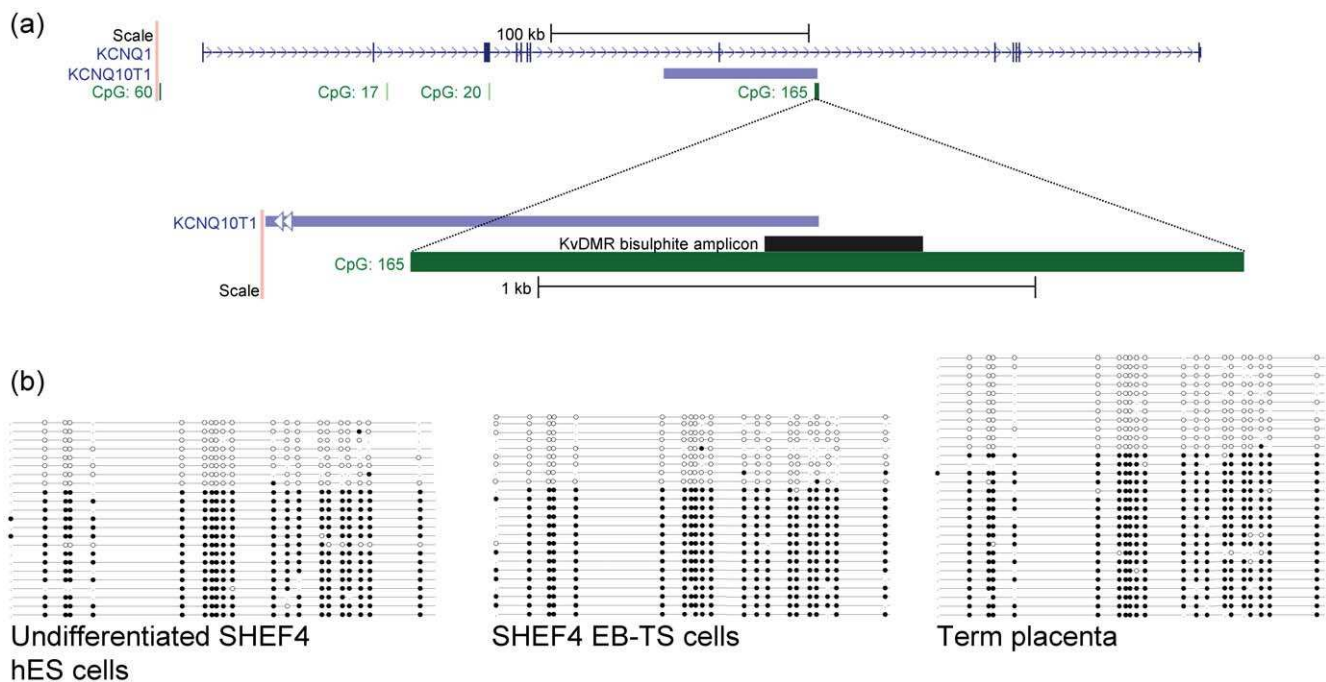 (a)
Scale
100 kb
KCNQ1
KCNQ10T1
CpG: 60
CpG: 17
CpG: 20
CpG: 165
KCNQ10T1
KvDMR bisulphite amplicon
CpG: 165
Scale
1 kb
(b)
Undifferentiated SHEF4
hES cells
SHEF4 EB-TS cells
Term placenta